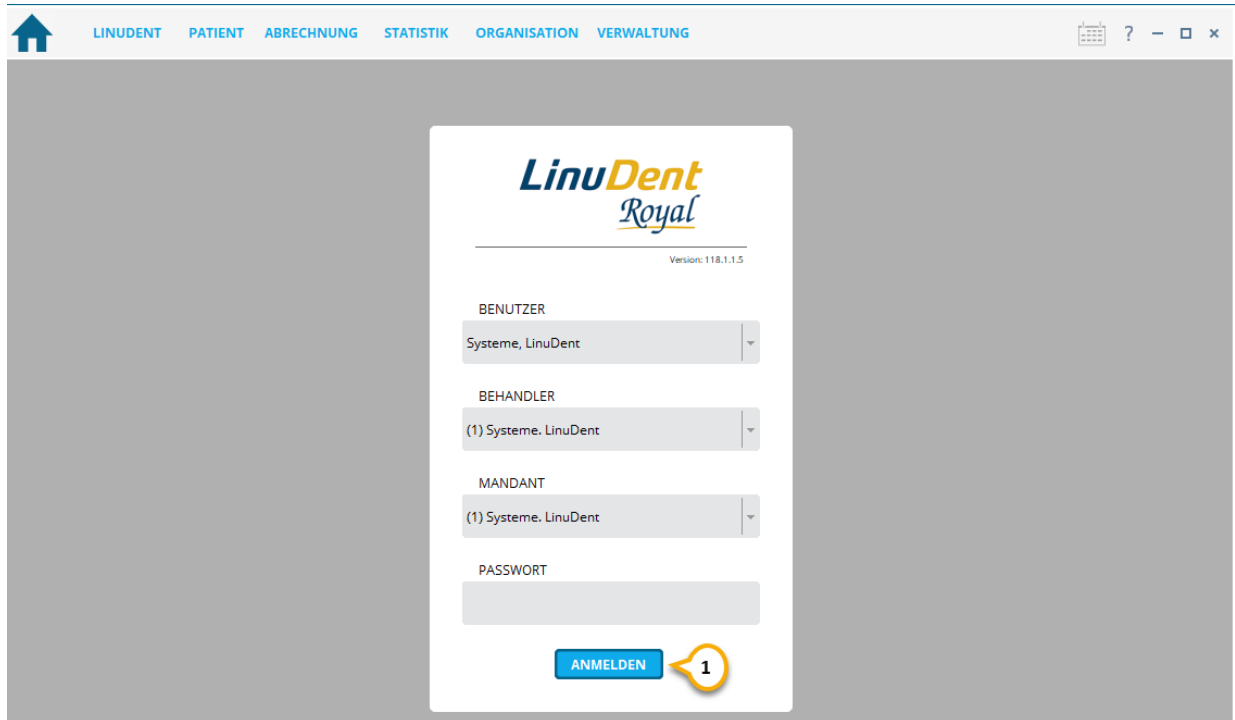 LINUDENT PATIENT ABRECHNUNG STATISTIK ORGANISATION VERWALTUNG ?
LinuDent
Royal
Version: 118.1.1.5
BENUTZER
Systeme, LinuDent
BEHANDLER
(1) Systeme. LinuDent
MANDANT
(1) Systeme. LinuDent
PASSWORT
ANMELDEN 1